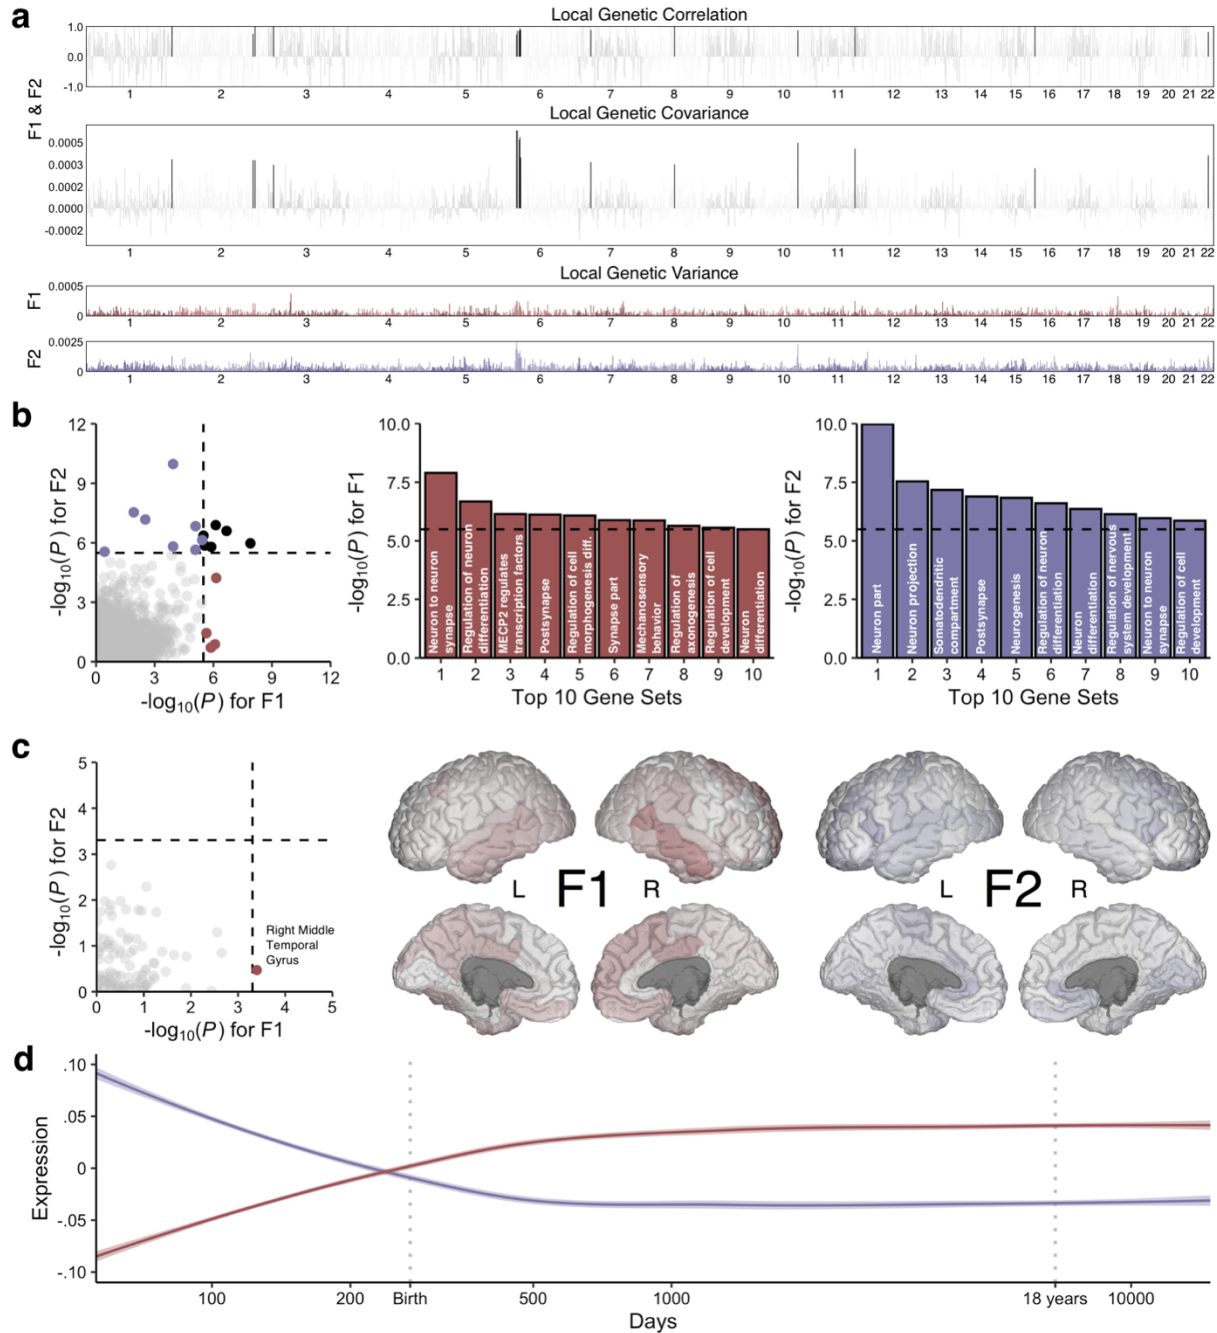 a
Local Genetic Correlation
F1 & F2
1.0
0.0
-1.0
1 2 3 4 5 6 7 8 9 10 11 12 13 14 15 16 17 18 19 20 21 22
Local Genetic Covariance
0.0005
0.0003
0.0002
0.0000
-0.0002
1 2 3 4 5 6 7 8 9 10 11 12 13 14 15 16 17 18 19 20 21 22
Local Genetic Variance
F1
0.0005
0
1 2 3 4 5 6 7 8 9 10 11 12 13 14 15 16 17 18 19 20 21 22
F2
0.0025
0
1 2 3 4 5 6 7 8 9 10 11 12 13 14 15 16 17 18 19 20 21 22
b
-log10(P) for F2
12
9
6
3
0
0 3 6 9 12
-log10(P) for F1
-log10(P) for F1
10.0
7.5
5.0
2.5
0.0
Neuron to neuron
synapse
Regulation of neuron
differentiation
MECP2 regulates
transcription factors
Postsynapse
Regulation of cell
morphogenesis diff.
Synapse part
Mechanosensory
behavior
Regulation of
axonogenesis
Regulation of cell
development
Neuron
differentiation
1 2 3 4 5 6 7 8 9 10
Top 10 Gene Sets
-log10(P) for F2
10.0
7.5
5.0
2.5
0.0
Neuron part
Neuron projection
Somatodendritic
compartment
Postsynapse
Neurogenesis
Regulation of neuron
differentiation
Neuron
differentiation
Regulation of nervous
system development
Neuron to neuron
synapse
Regulation of cell
development
1 2 3 4 5 6 7 8 9 10
Top 10 Gene Sets
c
-log10(P) for F2
5
4
3
2
1
0
Right Middle
Temporal
Gyrus
0 1 2 3 4 5
-log10(P) for F1
L F1 R
L F2 R
d
Expression
.10
.05
0
-.05
-.10
100 200 Birth 500 1000 18 years 10000
Days